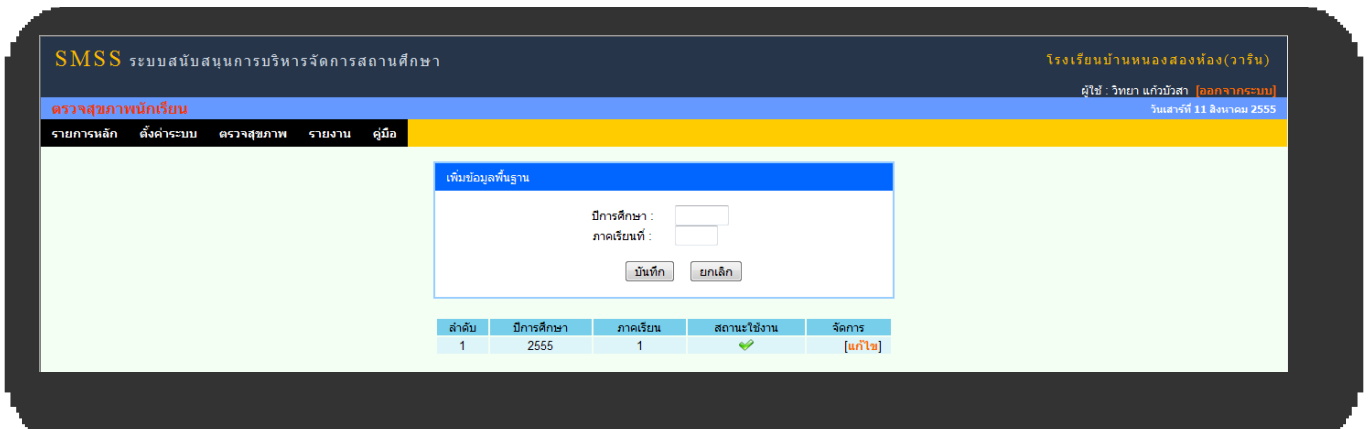 SMSS ระบบสนับสนุนการบริหารจัดการสถานศึกษา
โรงเรียนบ้านหนองสองห้อง(วาริน)
ผู้ใช้ : วิทยา แก้วบัวสา [ออกจากระบบ]
ตรวจสุขภาพนักเรียน
วันเสาร์ที่ 11 สิงหาคม 2555
รายการหลัก ตั้งค่าระบบ ตรวจสุขภาพ รายงาน คู่มือ
เพิ่มข้อมูลพื้นฐาน
ปีการศึกษา :
ภาคเรียนที่ :
บันทึก ยกเลิก
ลำดับ ปีการศึกษา ภาคเรียน สถานะใช้งาน จัดการ
1 2555 1 [แก้ไข]